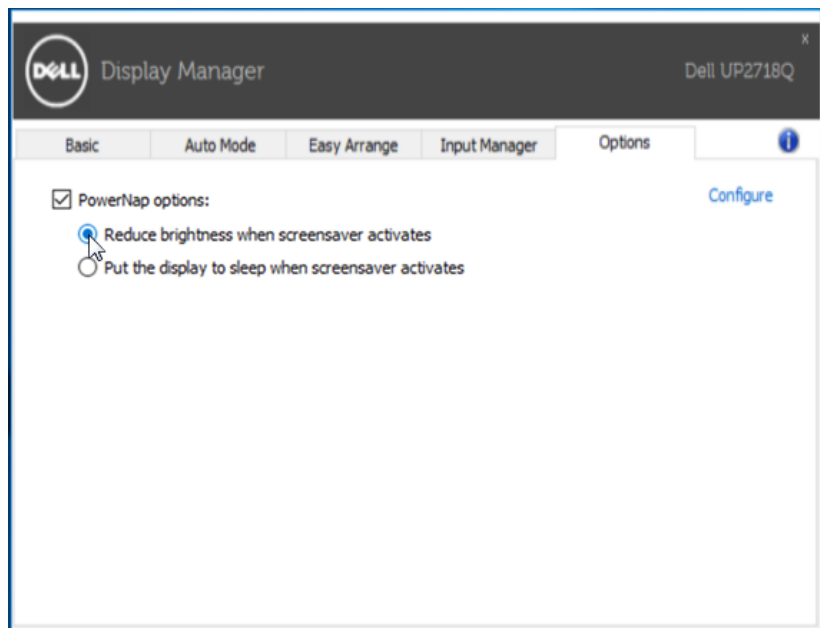 x
DELL Display Manager Dell UP2718Q
Basic Auto Mode Easy Arrange Input Manager Options i
PowerNap options: Configure
Reduce brightness when screensaver activates
Put the display to sleep when screensaver activates